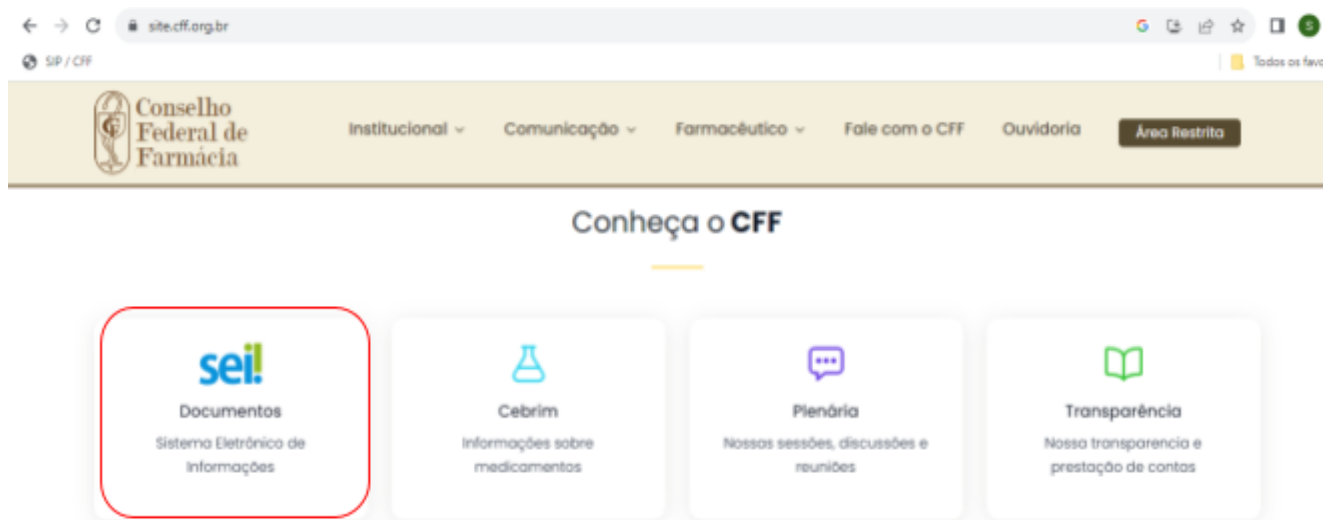 site.cff.org.br
G
S
SIP / CFF
Todos os favo
Conselho
Federal de
Farmácia
Institucional
Comunicação
Farmacêutico
Fale com o CFF
Ouvidoria
Área Restrita
Conheça o CFF
sei!
Documentos
Sistema Eletrônico de
Informações
Cebrim
Informações sobre
medicamentos
Plenária
Nossas sessões, discussões e
reuniões
Transparência
Nossa transparencia e
prestação de contas